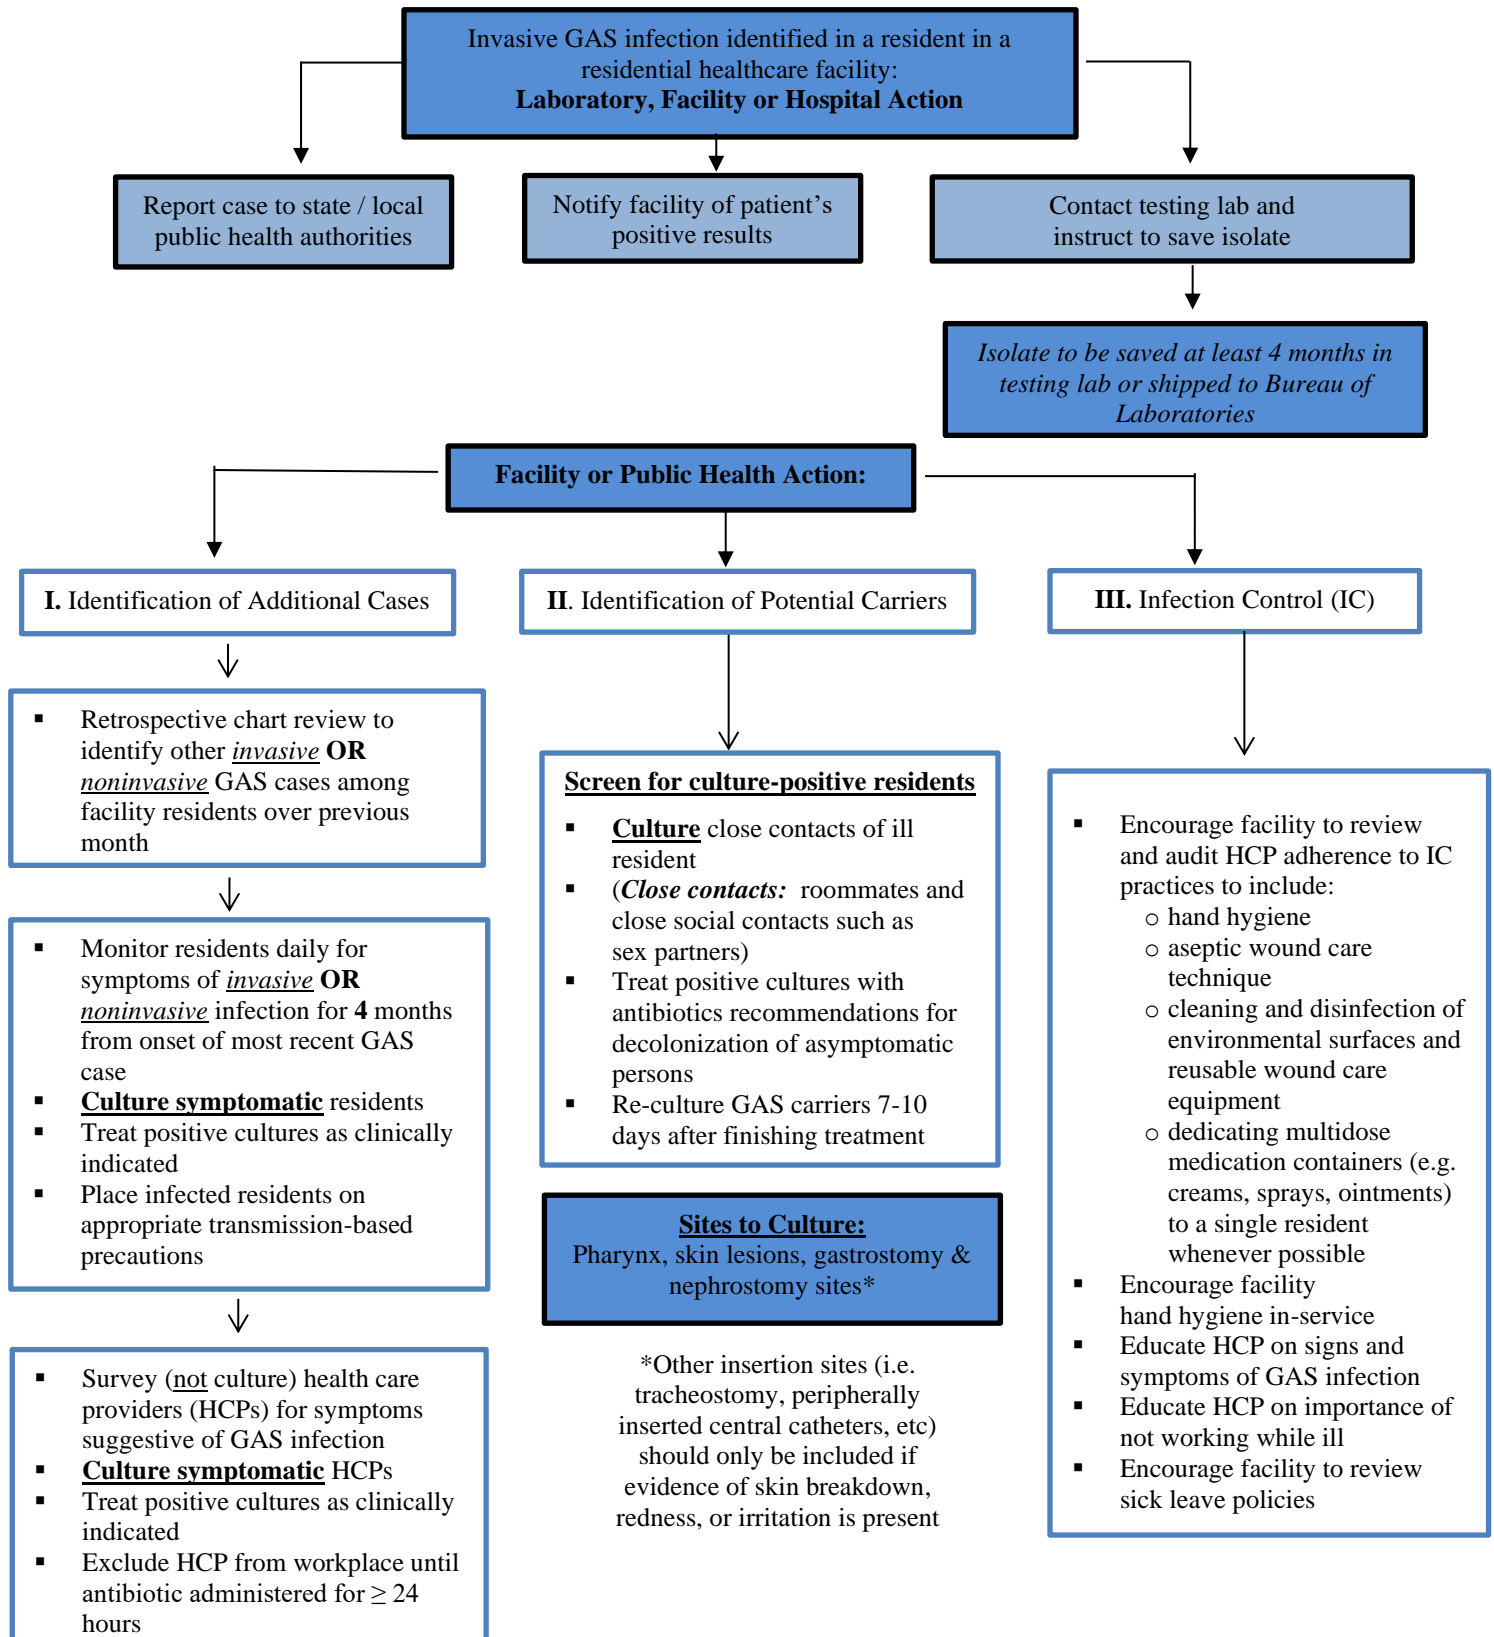 Invasive GAS infection identified in a resident in a
residential healthcare facility:
Laboratory, Facility or Hospital Action
Report case to state / local
public health authorities
Notify facility of patient’s
positive results
Contact testing lab and
instruct to save isolate
Isolate to be saved at least 4 months in
testing lab or shipped to Bureau of
Laboratories
Facility or Public Health Action:
I. Identification of Additional Cases
▪ Retrospective chart review to
identify other invasive OR
noninvasive GAS cases among
facility residents over previous
month
▪ Monitor residents daily for
symptoms of invasive OR
noninvasive infection for 4 months
from onset of most recent GAS
case
▪ Culture symptomatic residents
▪ Treat positive cultures as clinically
indicated
▪ Place infected residents on
appropriate transmission-based
precautions
▪ Survey (not culture) health care
providers (HCPs) for symptoms
suggestive of GAS infection
▪ Culture symptomatic HCPs
▪ Treat positive cultures as clinically
indicated
▪ Exclude HCP from workplace until
antibiotic administered for ≥ 24
hours
II. Identification of Potential Carriers
Screen for culture-positive residents
▪ Culture close contacts of ill
resident
▪ (Close contacts: roommates and
close social contacts such as
sex partners)
▪ Treat positive cultures with
antibiotics recommendations for
decolonization of asymptomatic
persons
▪ Re-culture GAS carriers 7-10
days after finishing treatment
Sites to Culture:
Pharynx, skin lesions, gastrostomy &
nephrostomy sites*
*Other insertion sites (i.e.
tracheostomy, peripherally
inserted central catheters, etc)
should only be included if
evidence of skin breakdown,
redness, or irritation is present
III. Infection Control (IC)
▪ Encourage facility to review
and audit HCP adherence to IC
practices to include:
o hand hygiene
o aseptic wound care
technique
o cleaning and disinfection of
environmental surfaces and
reusable wound care
equipment
o dedicating multidose
medication containers (e.g.
creams, sprays, ointments)
to a single resident
whenever possible
▪ Encourage facility
hand hygiene in-service
▪ Educate HCP on signs and
symptoms of GAS infection
▪ Educate HCP on importance of
not working while ill
▪ Encourage facility to review
sick leave policies